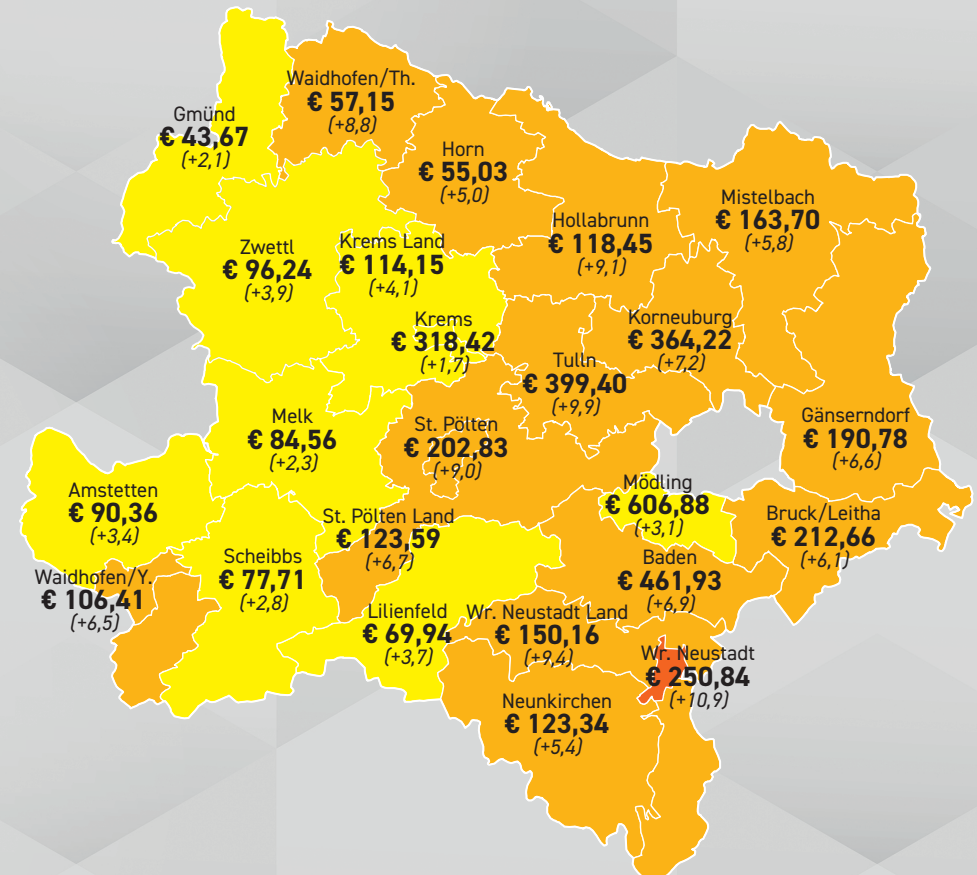 Waidhofen/Th.
€ 57,15
(+8,8)
Gmünd
€ 43,67
(+2,1)
Horn
€ 55,03
(+5,0)
Mistelbach
€ 163,70
(+5,8)
Hollabrunn
€ 118,45
(+9,1)
Zwettl
€ 96,24
(+3,9)
Krems Land
€ 114,15
(+4,1)
Krems
€ 318,42
(+1,7)
Korneuburg
€ 364,22
(+7,2)
Tulln
€ 399,40
(+9,9)
Melk
€ 84,56
(+2,3)
St. Pölten
€ 202,83
(+9,0)
Gänserndorf
€ 190,78
(+6,6)
Amstetten
€ 90,36
(+3,4)
Mödling
€ 606,88
(+3,1)
St. Pölten Land
€ 123,59
(+6,7)
Bruck/Leitha
€ 212,66
(+6,1)
Scheibbs
€ 77,71
(+2,8)
Baden
€ 461,93
(+6,9)
Waidhofen/Y.
€ 106,41
(+6,5)
Lilienfeld
€ 69,94
(+3,7)
Wr. Neustadt Land
€ 150,16
(+9,4)
Wr. Neustadt
€ 250,84
(+10,9)
Neunkirchen
€ 123,34
(+5,4)